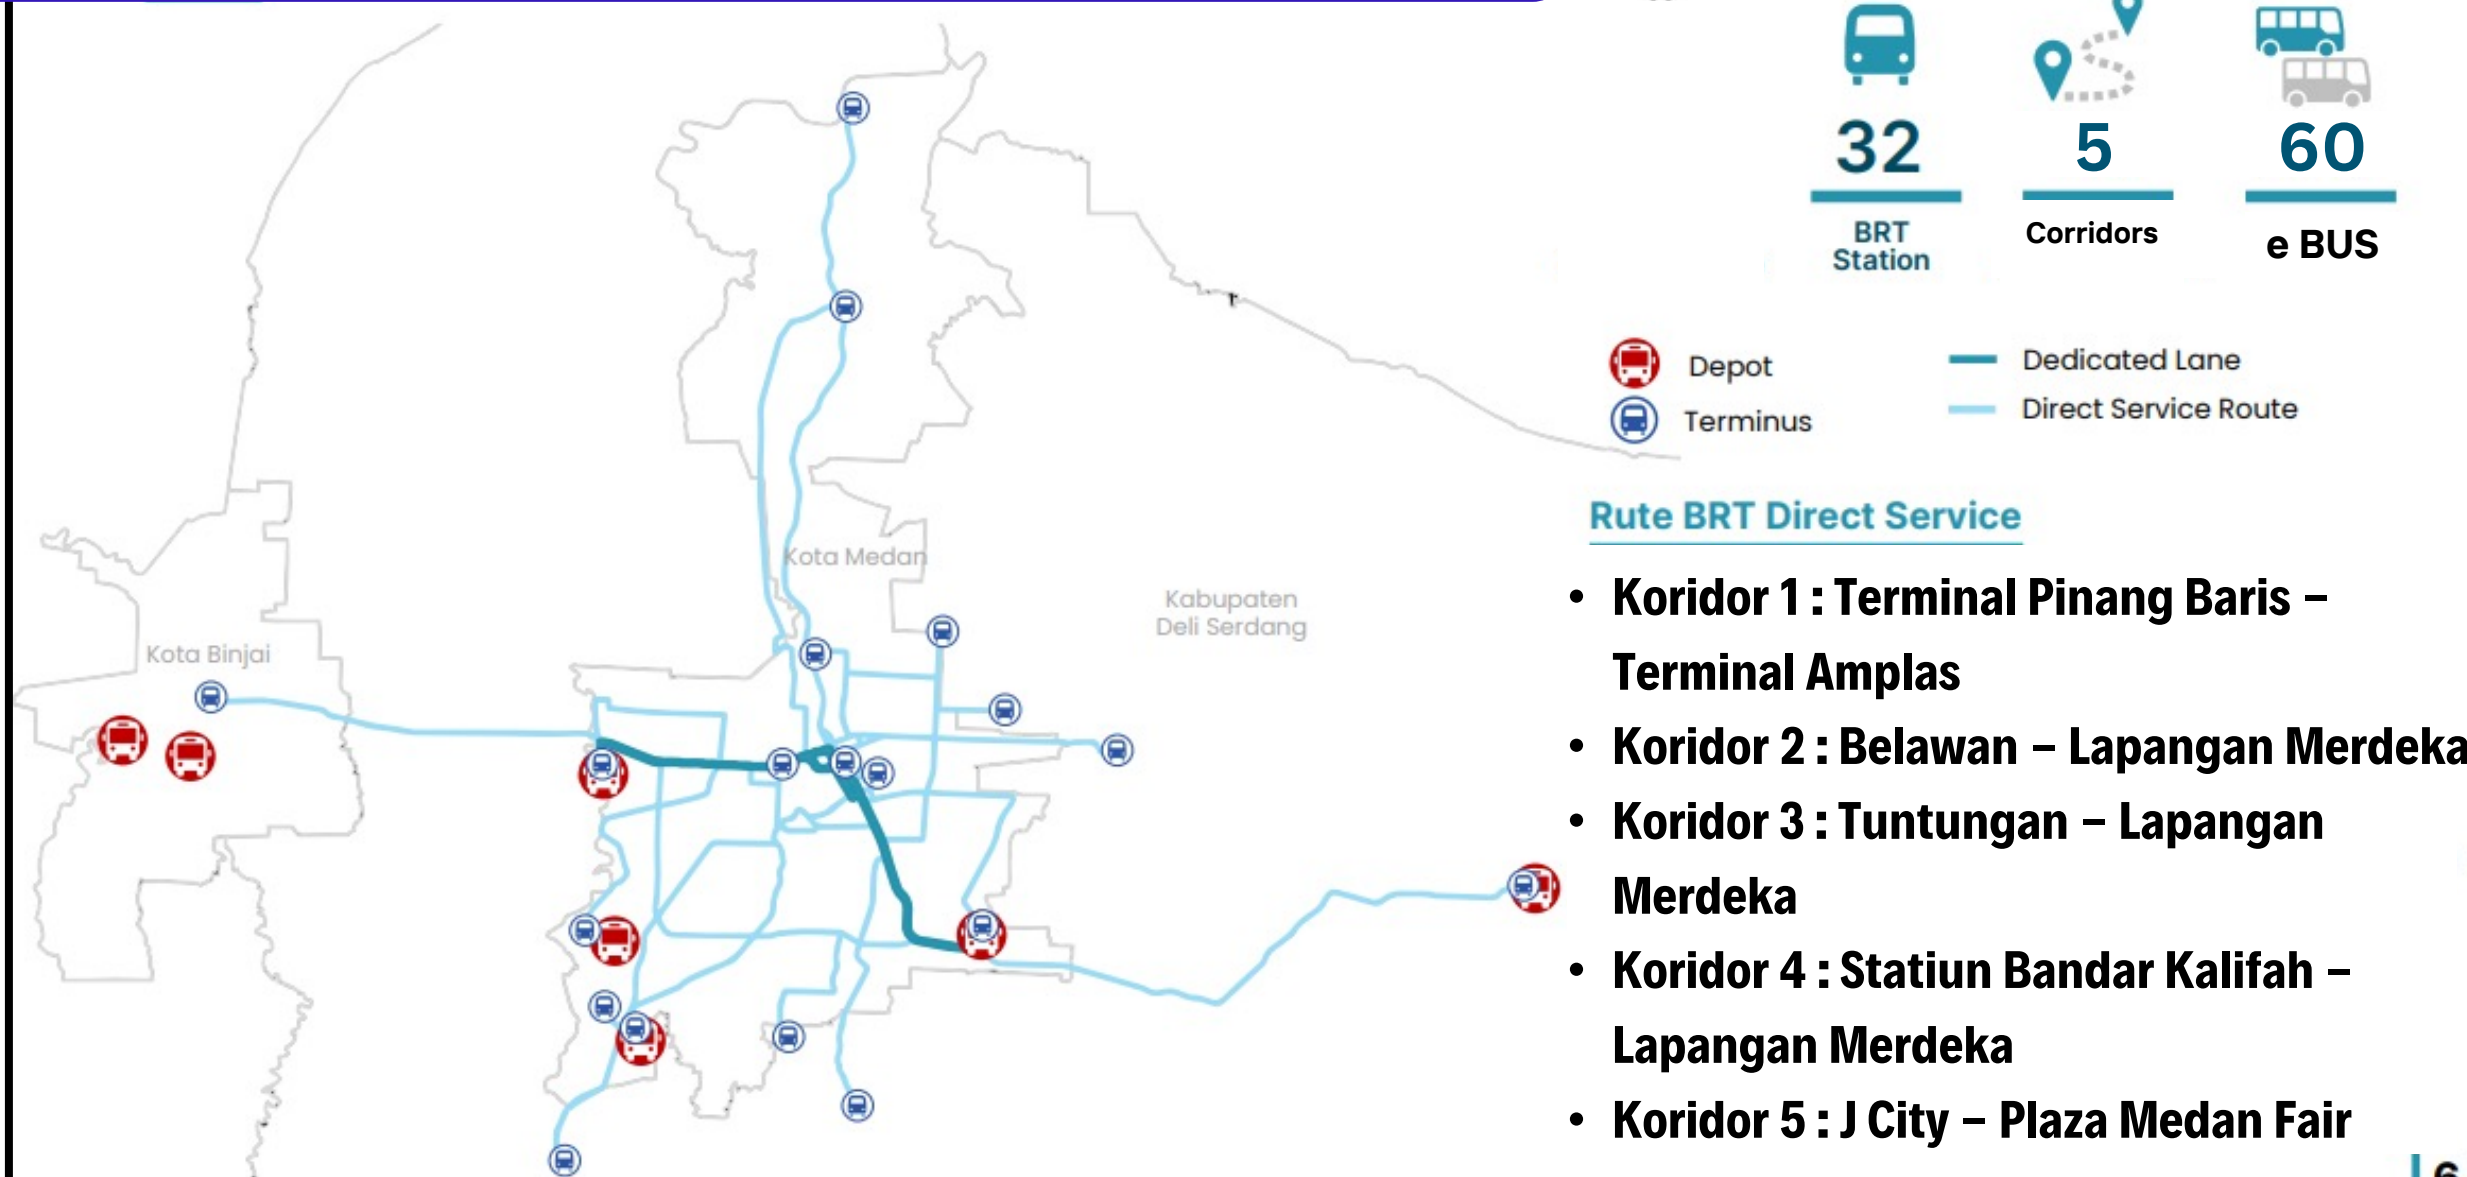 32
BRT
Station
5
Corridors
60
e BUS
Depot
Terminus
Dedicated Lane
Direct Service Route
Kota Medan
Kabupaten
Deli Serdang
Kota Binjai
Rute BRT Direct Service
• Koridor 1 : Terminal Pinang Baris –
Terminal Amplas
• Koridor 2 : Belawan – Lapangan Merdeka
• Koridor 3 : Tuntungan – Lapangan
Merdeka
• Koridor 4 : Statiun Bandar Kalifah –
Lapangan Merdeka
• Koridor 5 : J City – Plaza Medan Fair